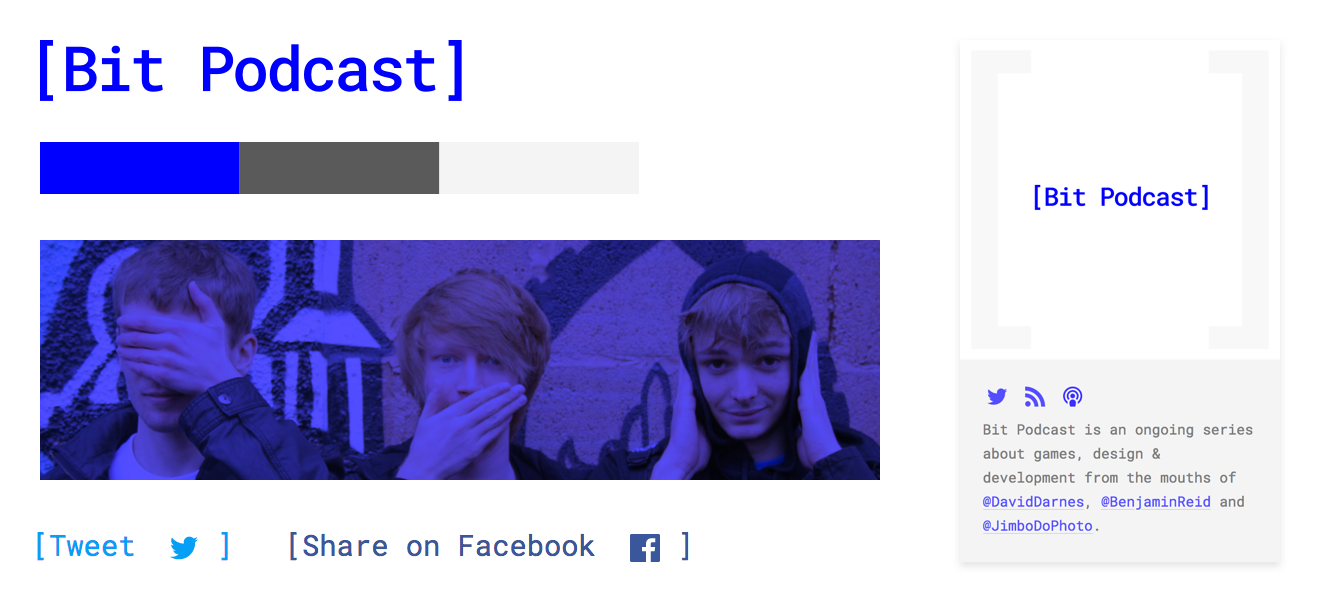 [Bit Podcast]
[Tweet ]
[Share on Facebook ]
[Bit Podcast]
Bit Podcast is an ongoing series
about games, design &
development from the mouths of
@DavidDarnes, @BenjaminReid and
@JimboDoPhoto.